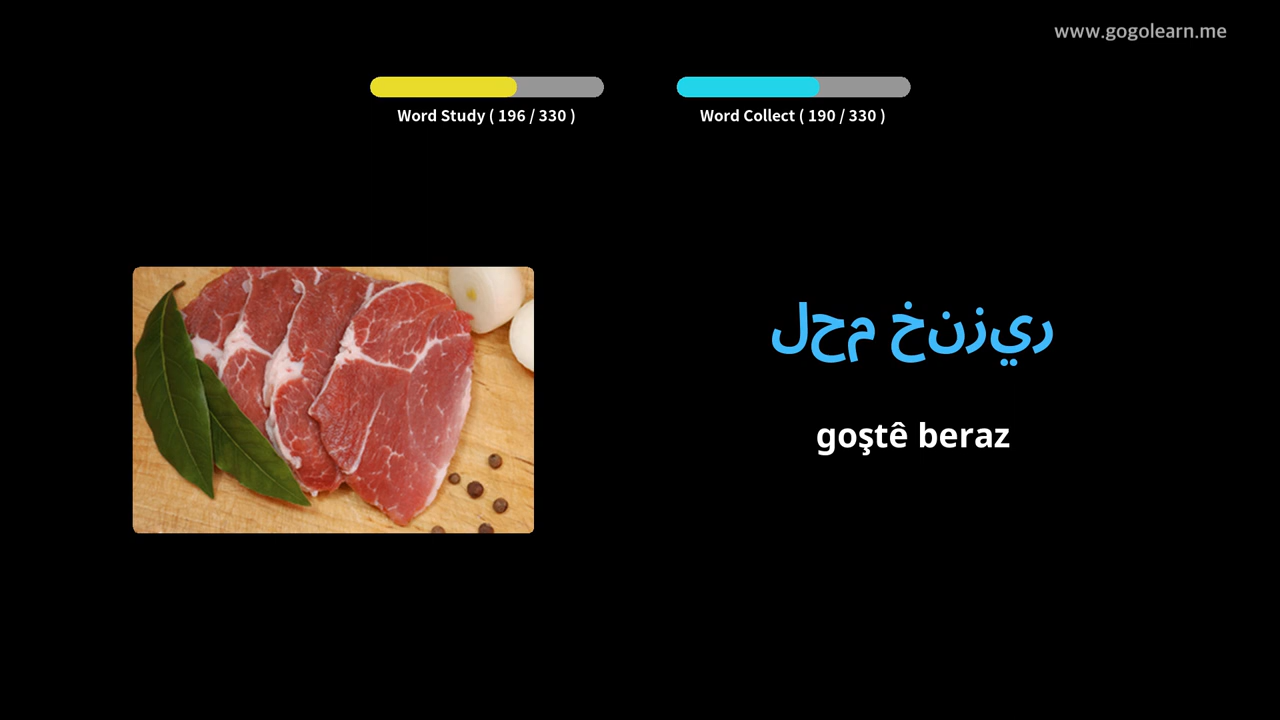 www.gogolearn.me
Word Study ( 196 / 330 )
Word Collect ( 190 / 330 )
لحم خنزير
goştê beraz